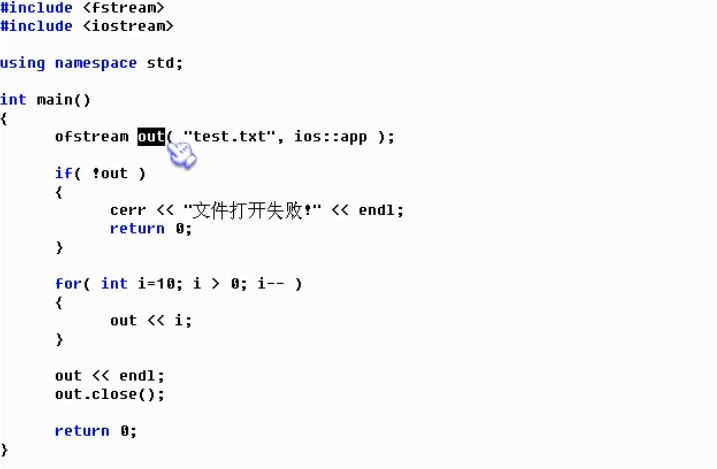 #include <fstream>
#include <iostream>
using namespace std;
int main()
{
ofstream out( "test.txt", ios::app );
if( !out )
{
cerr << "文件打开失败!" << endl;
return 0;
}
for( int i=10; i > 0; i-- )
{
out << i;
}
out << endl;
out.close();
return 0;
}